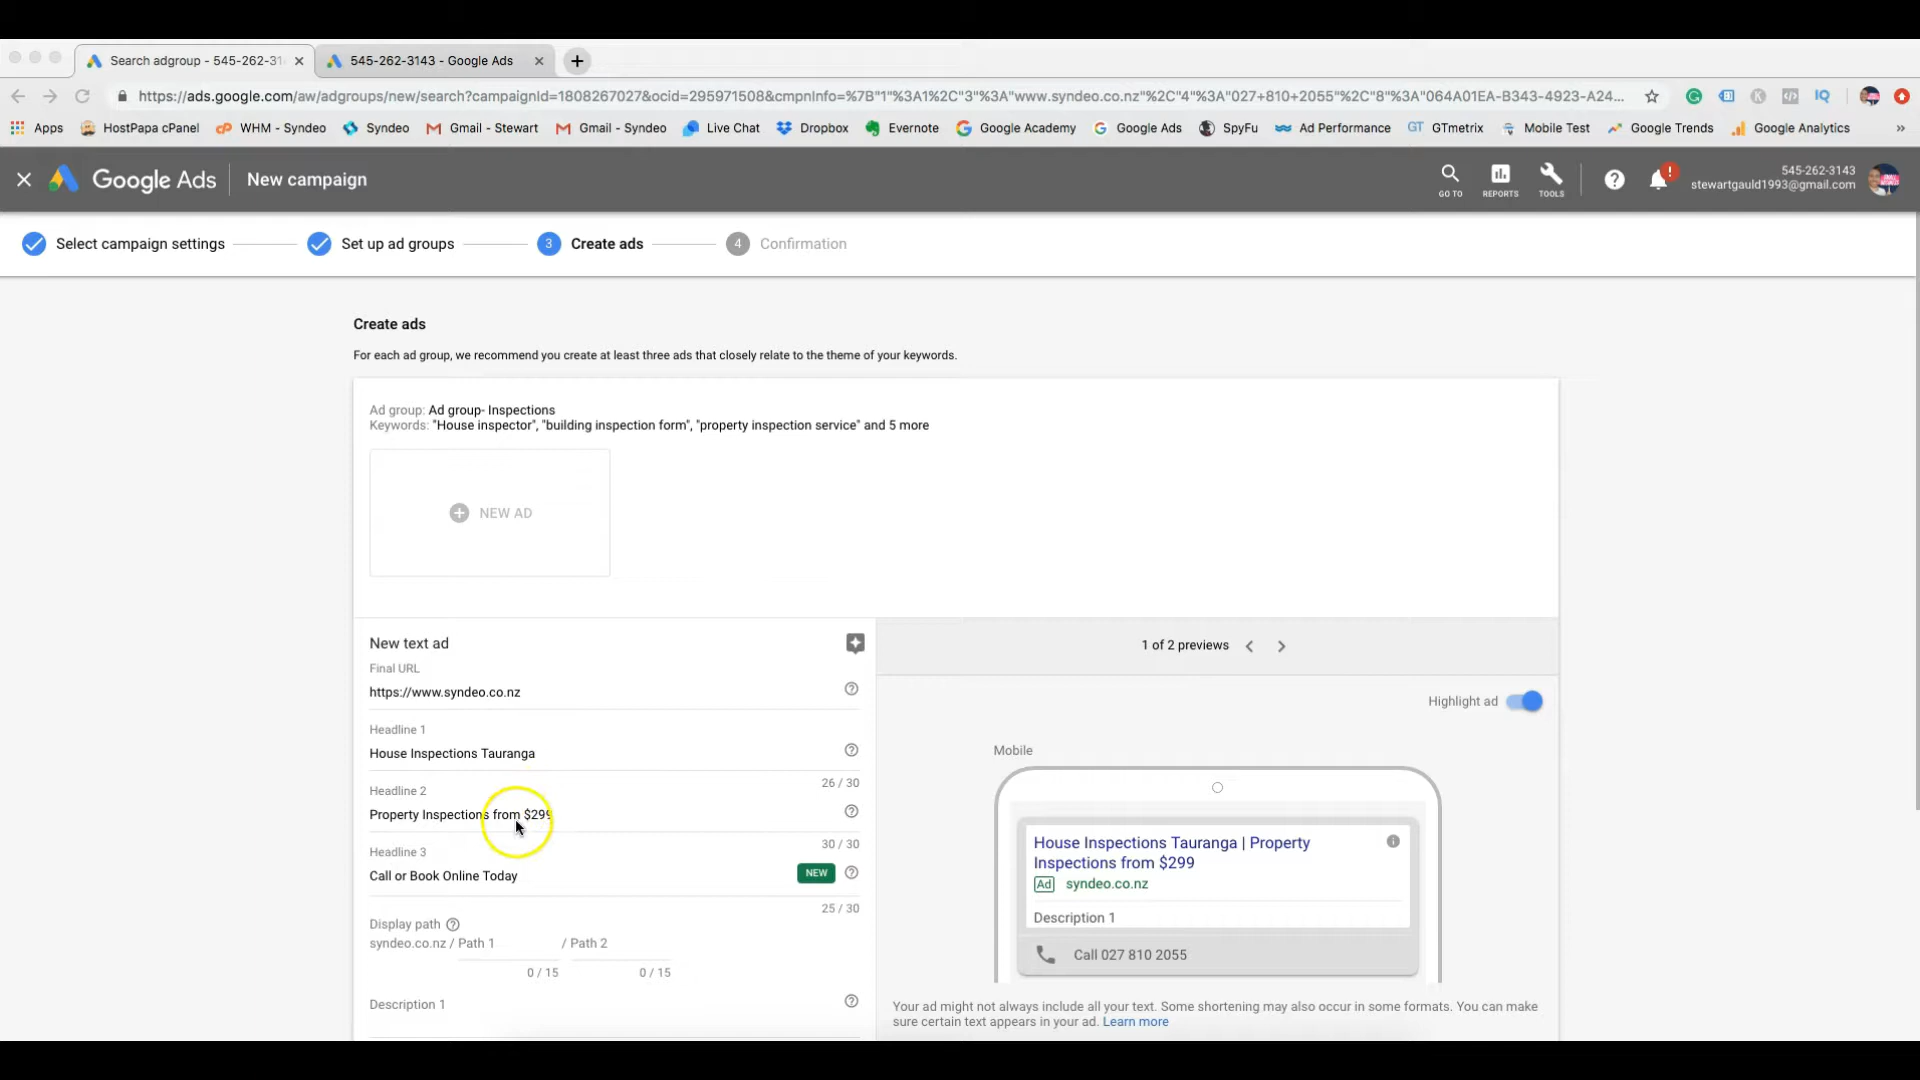 Search adgroup - 545-262-31
545-262-3143 - Google Ads
https://ads.google.com/aw/adgroups/new/search?campaignId=1808267027&ocid=295971508&cmpnInfo=%7B"1"%3A1%2C"3"%3A"www.syndeo.co.nz"%2C"4"%3A"027+810+2055"%2C"8"%3A"064A01EA-B343-4923-A24...
Apps
HostPapa cPanel
WHM - Syndeo
Syndeo
Gmail - Stewart
Gmail - Syndeo
Live Chat
Dropbox
Evernote
Google Academy
Google Ads
SpyFu
Ad Performance
GTmetrix
Mobile Test
Google Trends
Google Analytics
»
Google Ads
New campaign
GO TO
REPORTS
TOOLS
545-262-3143
stewartgauld1993@gmail.com
Select campaign settings
Set up ad groups
3 Create ads
4 Confirmation
Create ads
For each ad group, we recommend you create at least three ads that closely relate to the theme of your keywords.
Ad group: Ad group- Inspections
Keywords: "House inspector", "building inspection form", "property inspection service" and 5 more
NEW AD
New text ad
Final URL
https://www.syndeo.co.nz
Headline 1
House Inspections Tauranga
26 / 30
Headline 2
Property Inspections from $299
30 / 30
Headline 3
Call or Book Online Today
NEW
25 / 30
Display path
syndeo.co.nz / Path 1 / Path 2
0 / 15
0 / 15
Description 1
1 of 2 previews
Highlight ad
Mobile
House Inspections Tauranga | Property
Inspections from $299
Ad syndeo.co.nz
Description 1
Call 027 810 2055
Your ad might not always include all your text. Some shortening may also occur in some formats. You can make
sure certain text appears in your ad. Learn more